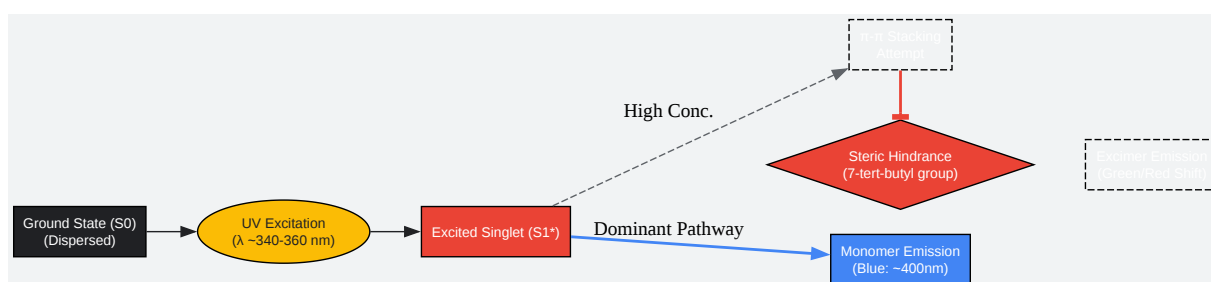 π-π Stacking
Attempt
High Conc.
Steric Hindrance
(7-tert-butyl group)
Excimer Emission
(Green/Red Shift)
Ground State (S0)
(Dispersed)
UV Excitation
(λ ~340-360 nm)
Excited Singlet (S1*)
Dominant Pathway
Monomer Emission
(Blue: ~400nm)